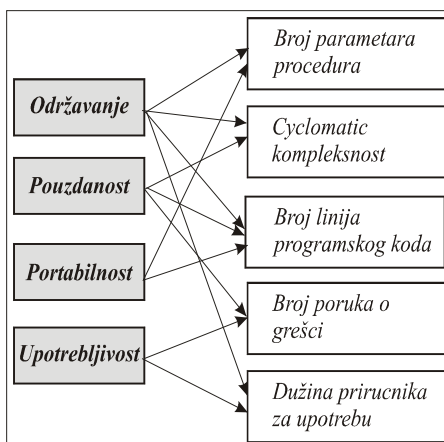 Održavanje
Pouzdanost
Portabilnost
Upotrebljivost
Broj parametara
procedura
Cyclomatic
kompleksnost
Broj linija
programskog koda
Broj poruka o
grešci
Dužina prirucnika
za upotrebu